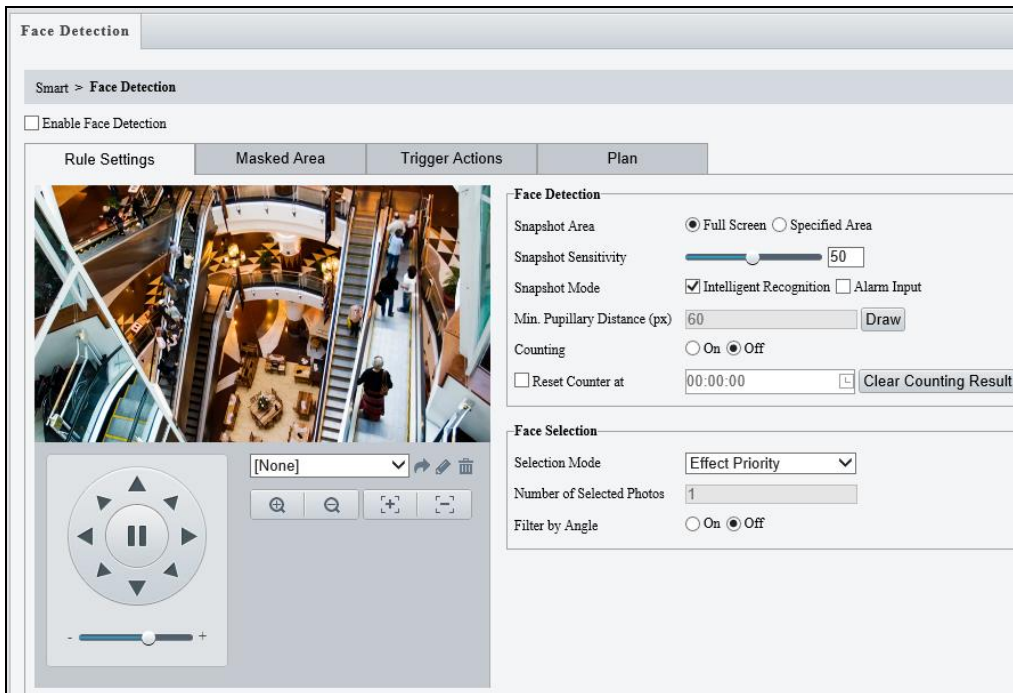 Face Detection
Smart > Face Detection
Enable Face Detection
Rule Settings Masked Area Trigger Actions Plan
Face Detection
Snapshot Area Full Screen Specified Area
Snapshot Sensitivity 50
Snapshot Mode Intelligent Recognition Alarm Input
Min. Pupillary Distance (px) 60 Draw
Counting On Off
Reset Counter at 00:00:00 Clear Counting Result
Face Selection
[None]
Selection Mode Effect Priority
Number of Selected Photos 1
Filter by Angle On Off
- +